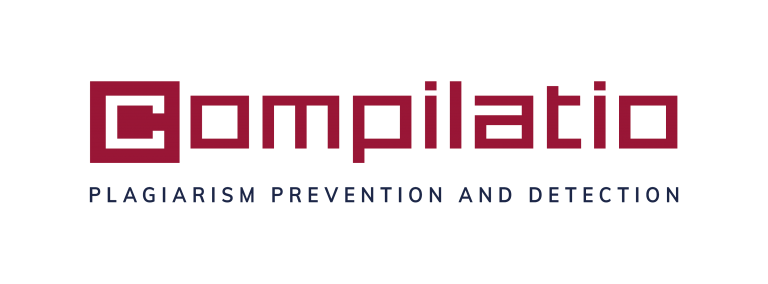 Compilatio
PLAGIARISM PREVENTION AND DETECTION